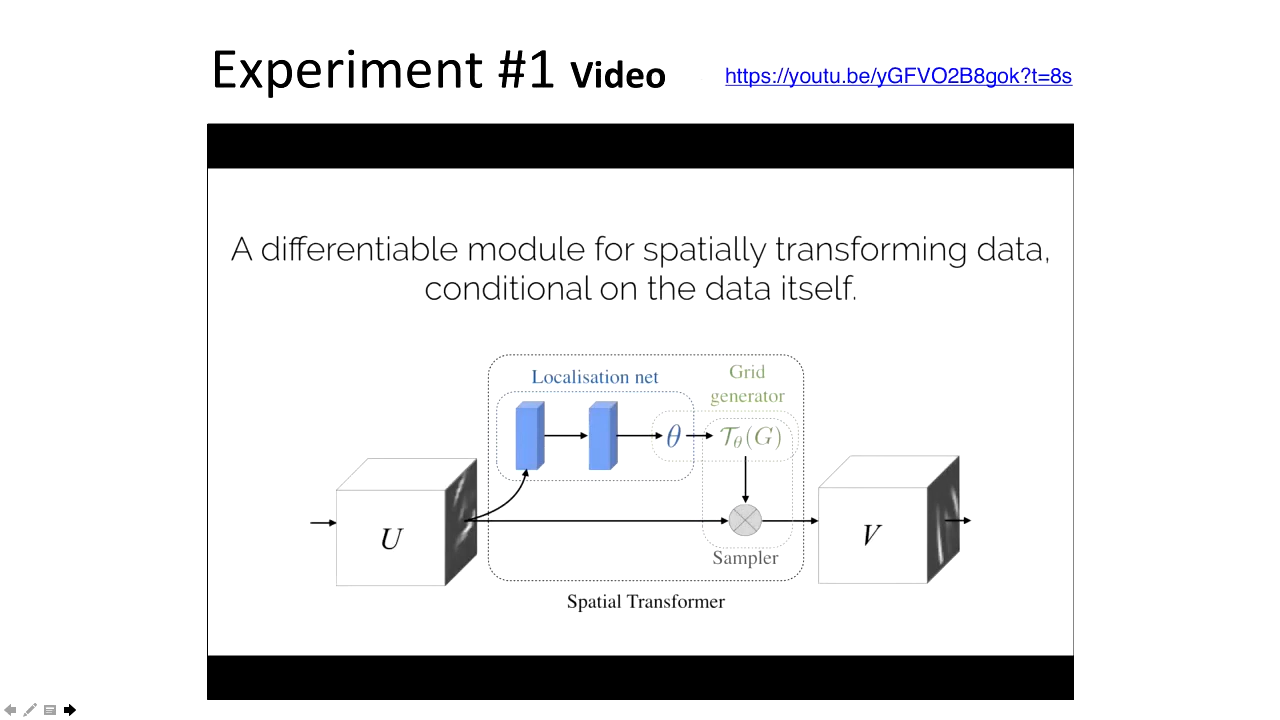 Experiment #1 Video
https://youtu.be/yGFVO2B8gok?t=8s
A differentiable module for spatially transforming data,
conditional on the data itself.
Localisation net
Grid
generator
θ
𝒯θ(G)
U
V
Sampler
Spatial Transformer